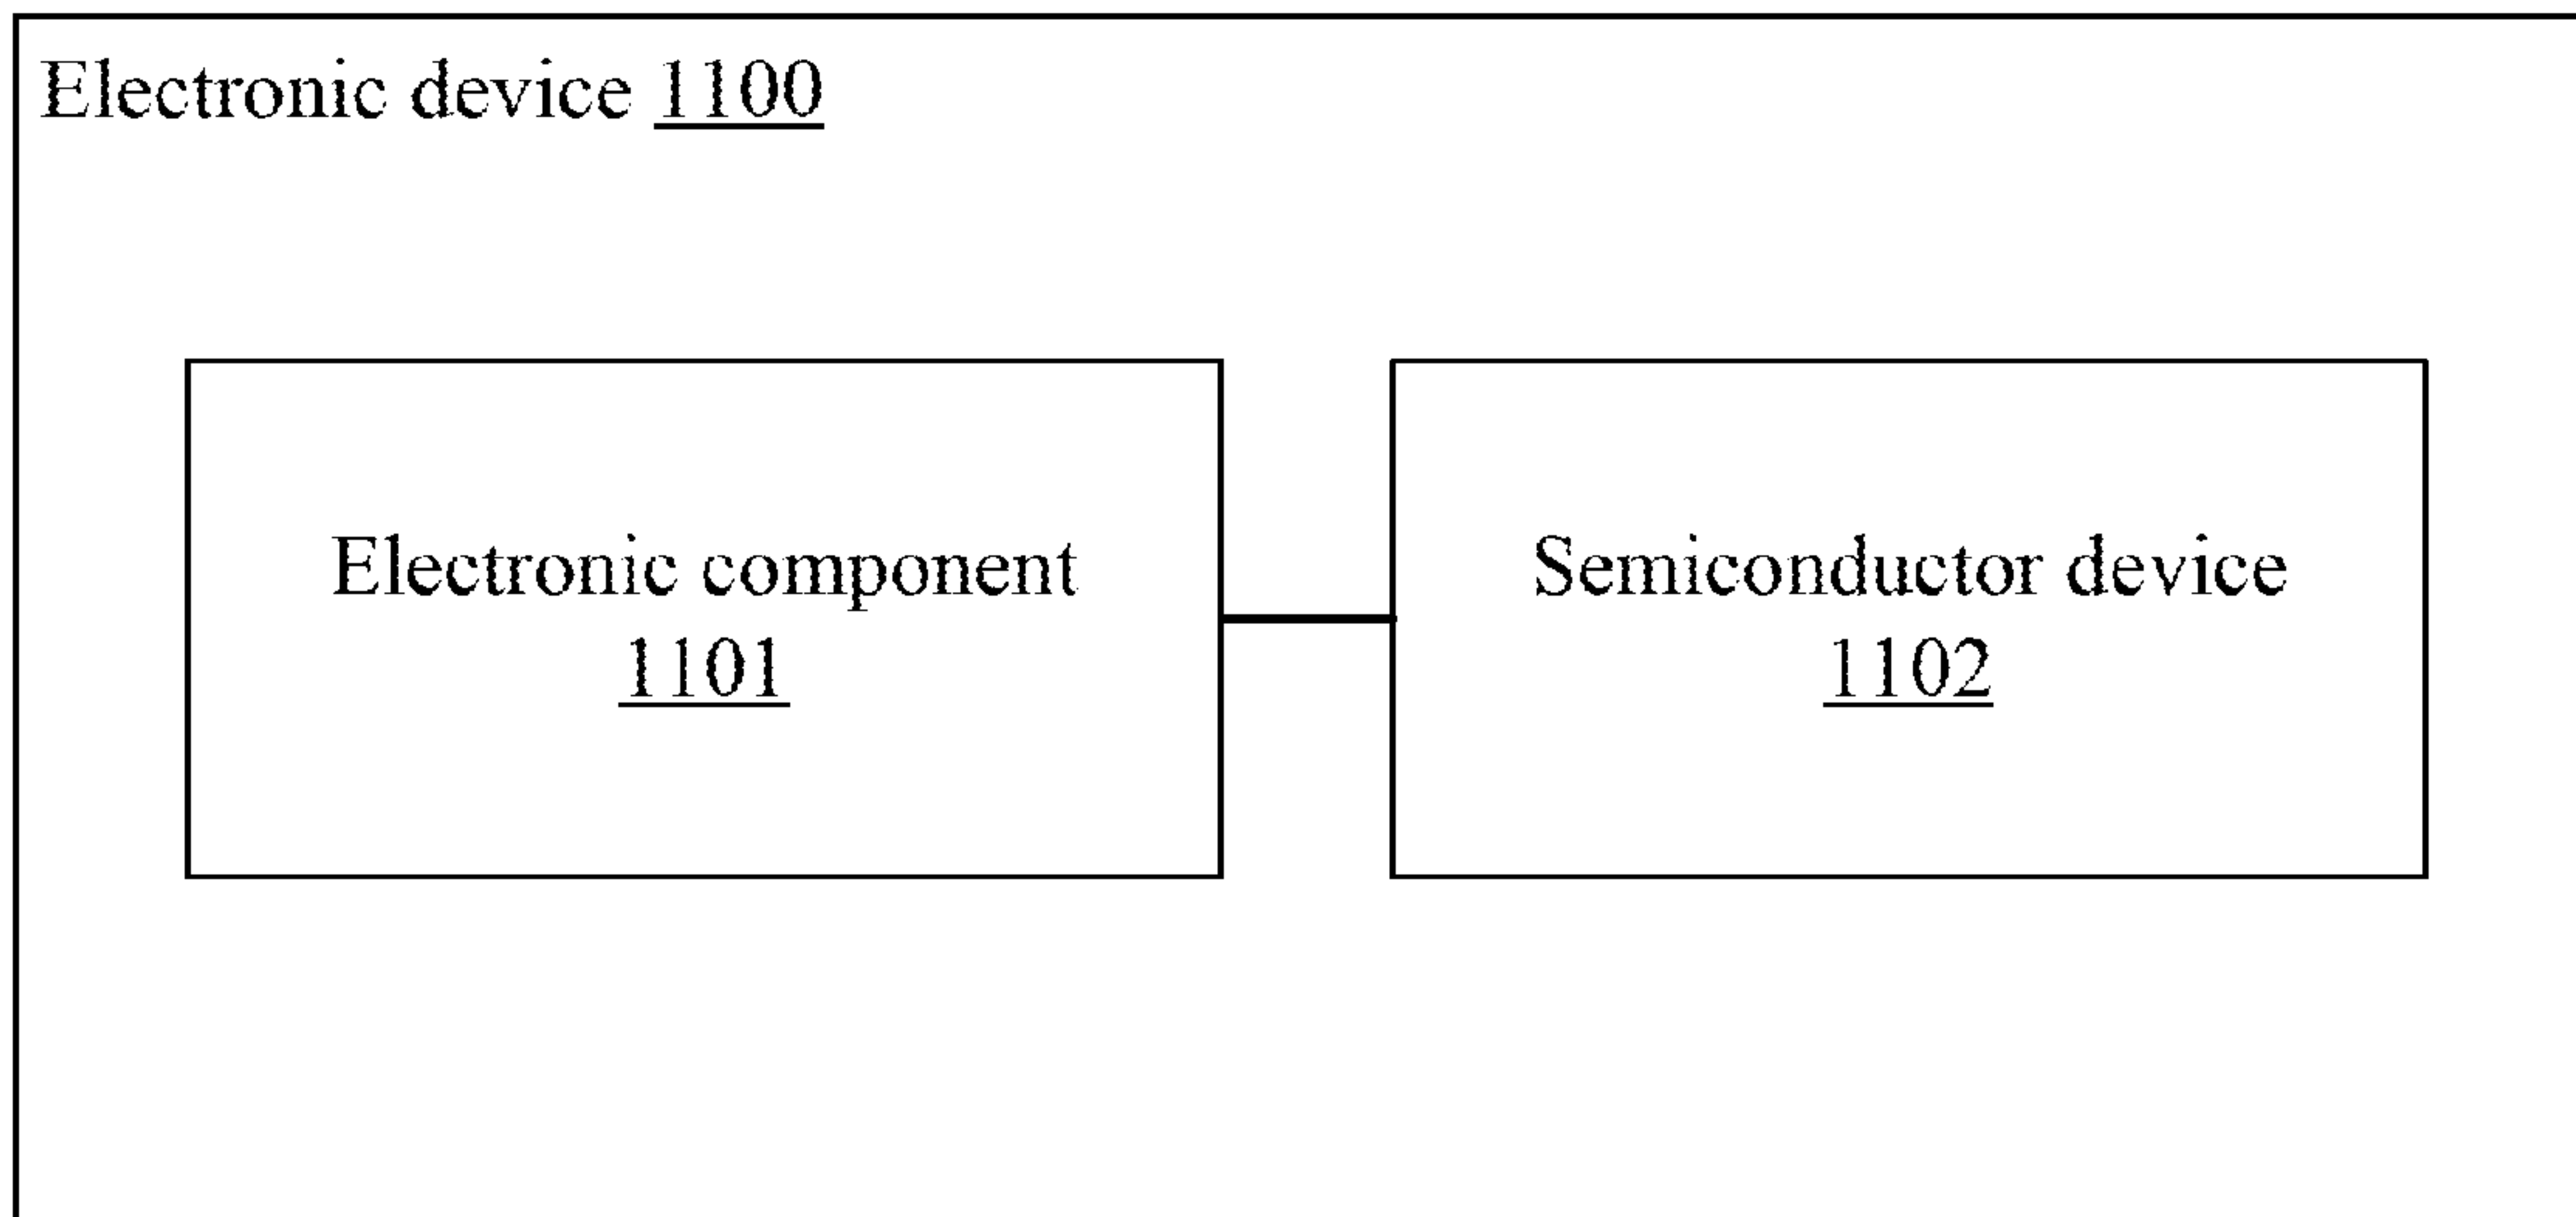 Electronic device 1100
Electronic component
1101
Semiconductor device
1102